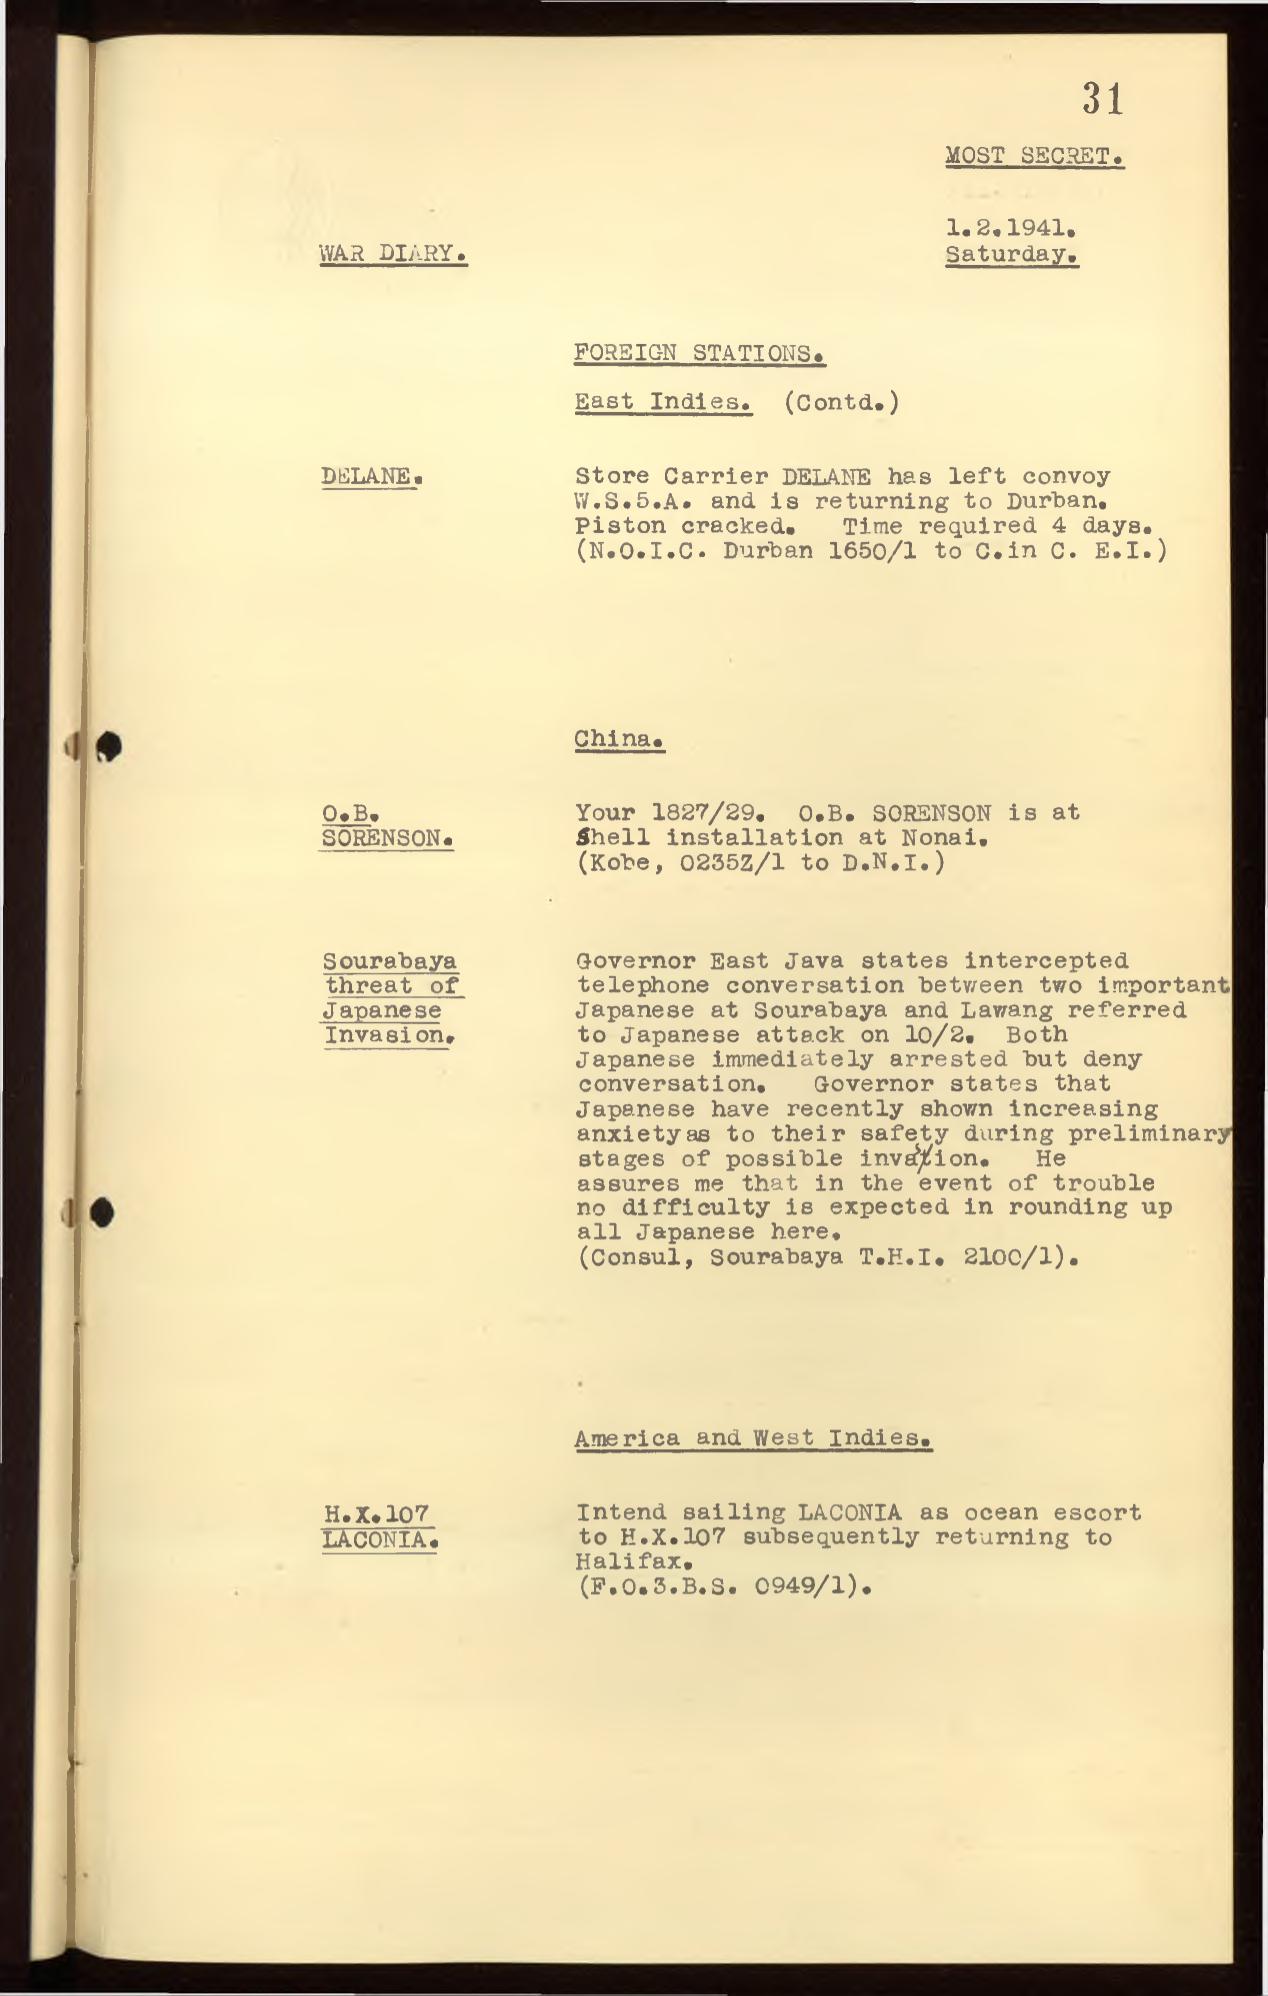 31
MOST SECRET.
1.2.1941.
WAR DIARY.
Saturday.
FOREIGN STATIONS.
East Indies. (Contd.)
DELANE.
Store Carrier DELANE has left convoy
W.S.5.A. and is returning to Durban.
Piston cracked. Time required 4 days.
(N.O.I.C. Durban 1650/1 to C.in C. E.I.)
China.
O.B.
SORENSON.
Your 1827/29. O.B. SORENSON is at
Shell installation at Nonai.
(Kobe, 0235Z/1 to D.N.I.)
Sourabaya
threat of
Japanese
Invasion.
Governor East Java states intercepted
telephone conversation between two important
Japanese at Sourabaya and Lawang referred
to Japanese attack on 10/2. Both
Japanese immediately arrested but deny
conversation. Governor states that
Japanese have recently shown increasing
anxiety as to their safety during preliminary
stages of possible invasion. He
assures me that in the event of trouble
no difficulty is expected in rounding up
all Japanese here.
(Consul, Sourabaya T.H.I. 2100/1).
America and West Indies.
H.X.107
LACONIA.
Intend sailing LACONIA as ocean escort
to H.X.107 subsequently returning to
Halifax.
(F.O.3.B.S. 0949/1).